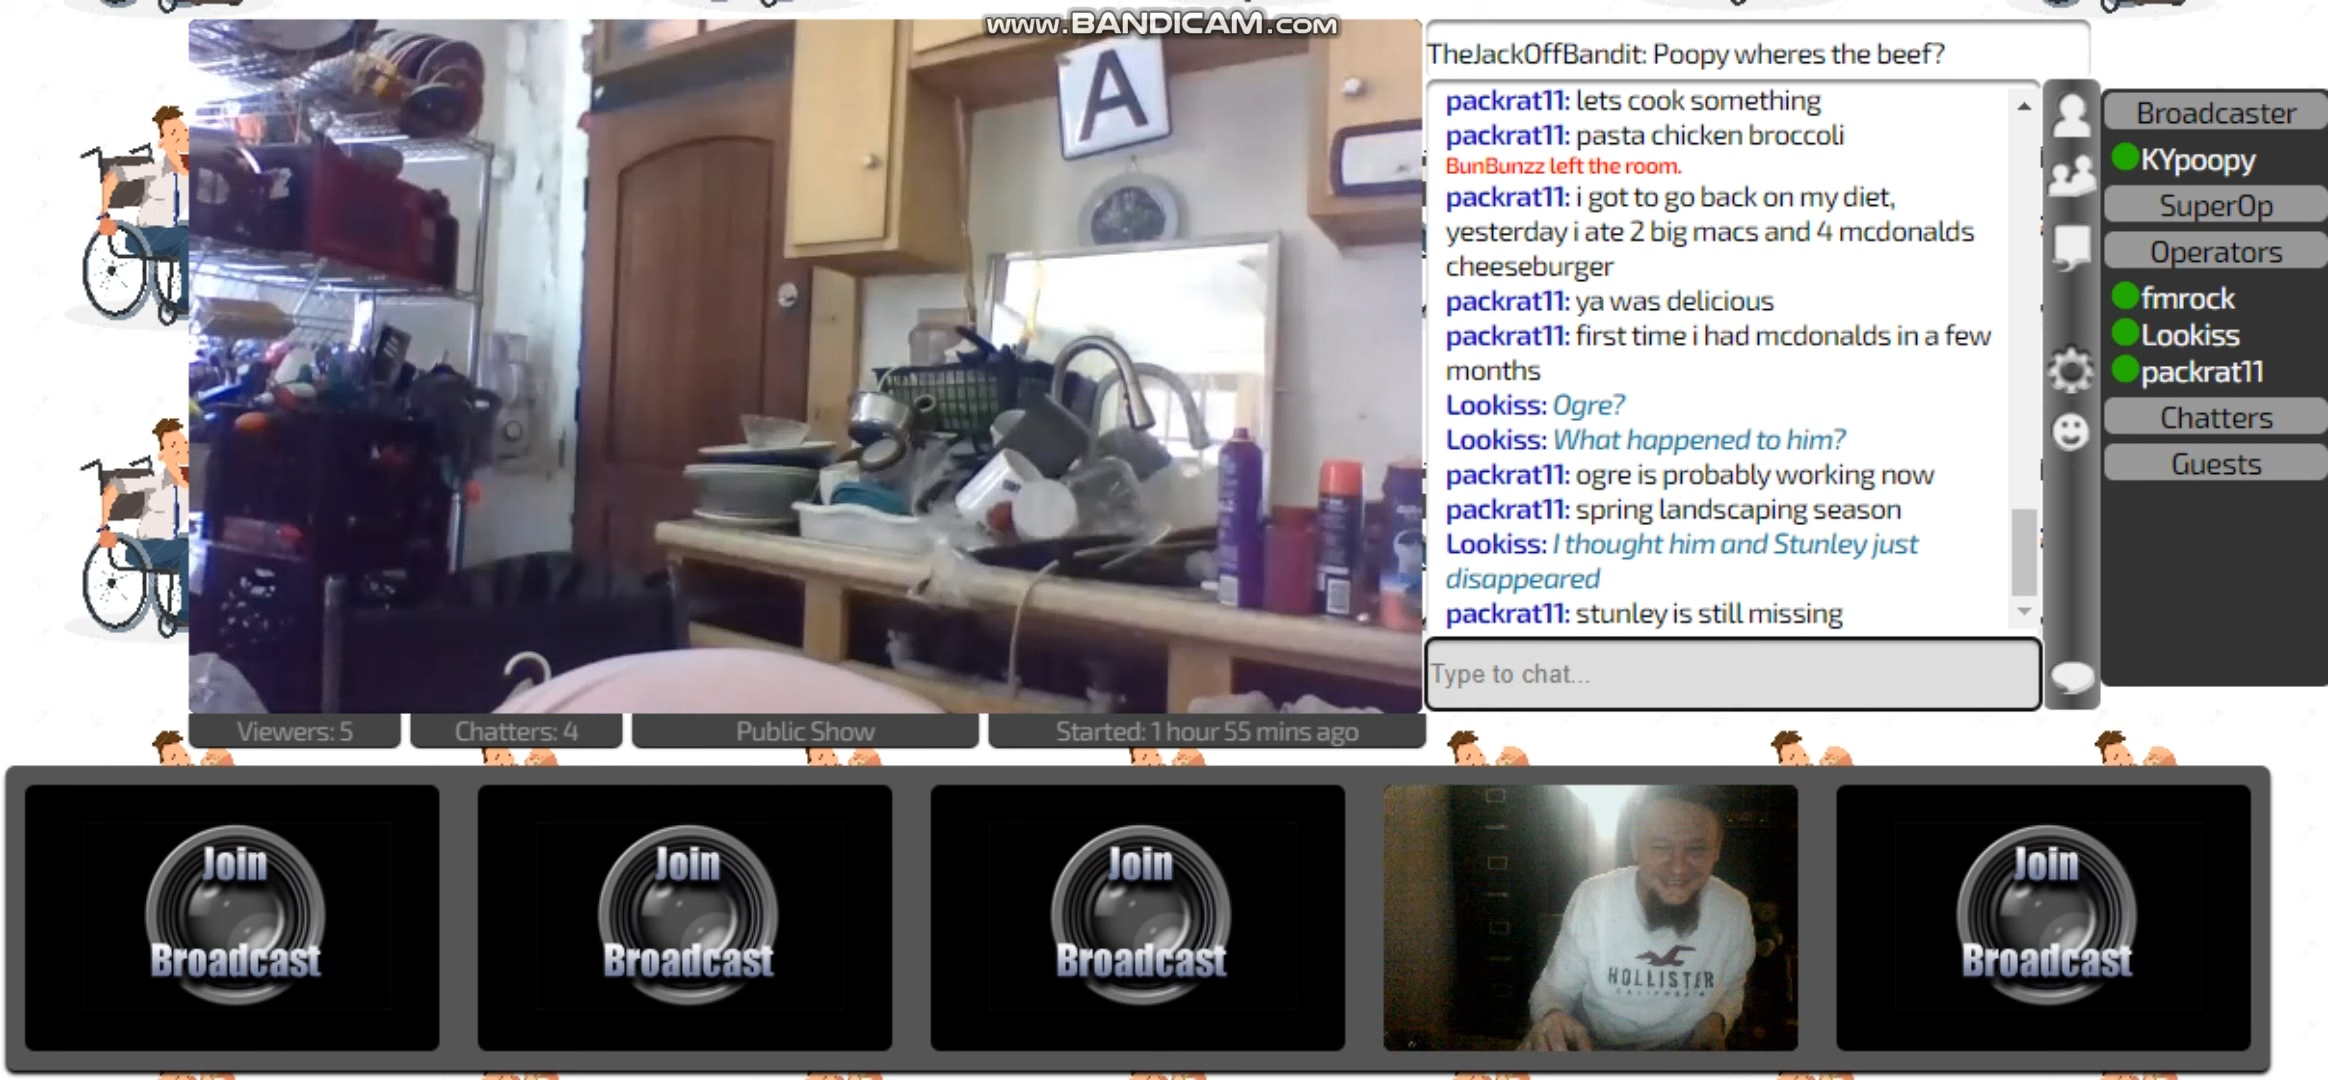 www.BANDICAM.com
A
TheJackOffBandit: Poopy wheres the beef?
packrat11: lets cook something
packrat11: pasta chicken broccoli
BunBunzz left the room.
packrat11: i got to go back on my diet,
yesterday i ate 2 big macs and 4 mcdonalds
cheeseburger
packrat11: ya was delicious
packrat11: first time i had mcdonalds in a few
months
Lookiss: Ogre?
Lookiss: What happened to him?
packrat11: ogre is probably working now
packrat11: spring landscaping season
Lookiss: I thought him and Stunley just
disappeared
packrat11: stunley is still missing
Type to chat...
Broadcaster
KYpoopy
SuperOp
Operators
fmrock
Lookiss
packrat11
Chatters
Guests
Viewers: 5
Chatters: 4
Public Show
Started: 1 hour 55 mins ago
Join
Broadcast
Join
Broadcast
Join
Broadcast
HOLLISTER
CALIFORNIA
Join
Broadcast